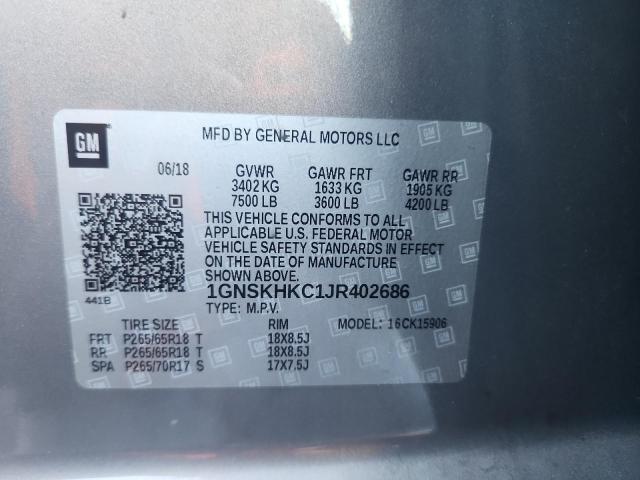 GM
MFD BY GENERAL MOTORS LLC
06/18 GVWR GAWR FRT GAWR RR
3402 KG 1633 KG 1905 KG
7500 LB 3600 LB 4200 LB
THIS VEHICLE CONFORMS TO ALL
APPLICABLE U.S. FEDERAL MOTOR
VEHICLE SAFETY STANDARDS IN EFFECT
ON THE DATE OF MANUFACTURE
SHOWN ABOVE.
441B
1GNSKHKC1JR402686
TYPE: M.P.V.
TIRE SIZE RIM MODEL: 16CK15906
FRT P265/65R18 T 18X8.5J
RR P265/65R18 T 18X8.5J
SPA P265/70R17 S 17X7.5J